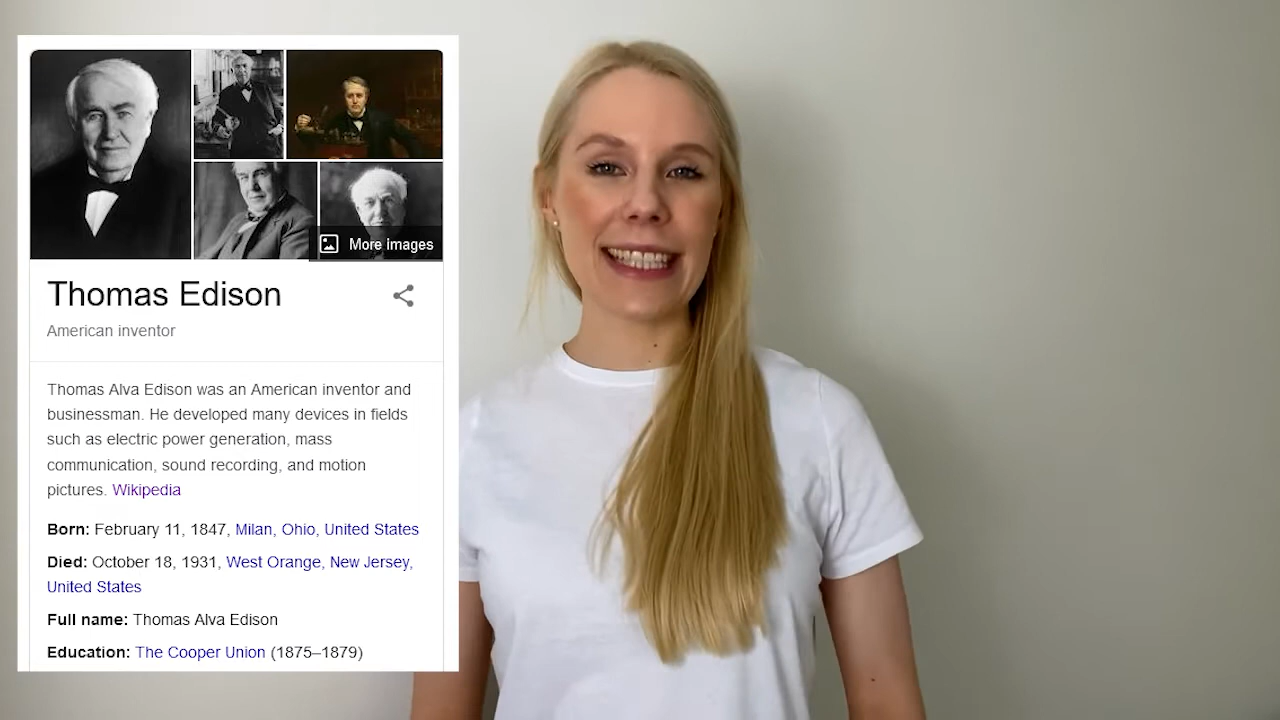 More images
Thomas Edison
American inventor
Thomas Alva Edison was an American inventor and
businessman. He developed many devices in fields
such as electric power generation, mass
communication, sound recording, and motion
pictures. Wikipedia
Born: February 11, 1847, Milan, Ohio, United States
Died: October 18, 1931, West Orange, New Jersey,
United States
Full name: Thomas Alva Edison
Education: The Cooper Union (1875–1879)